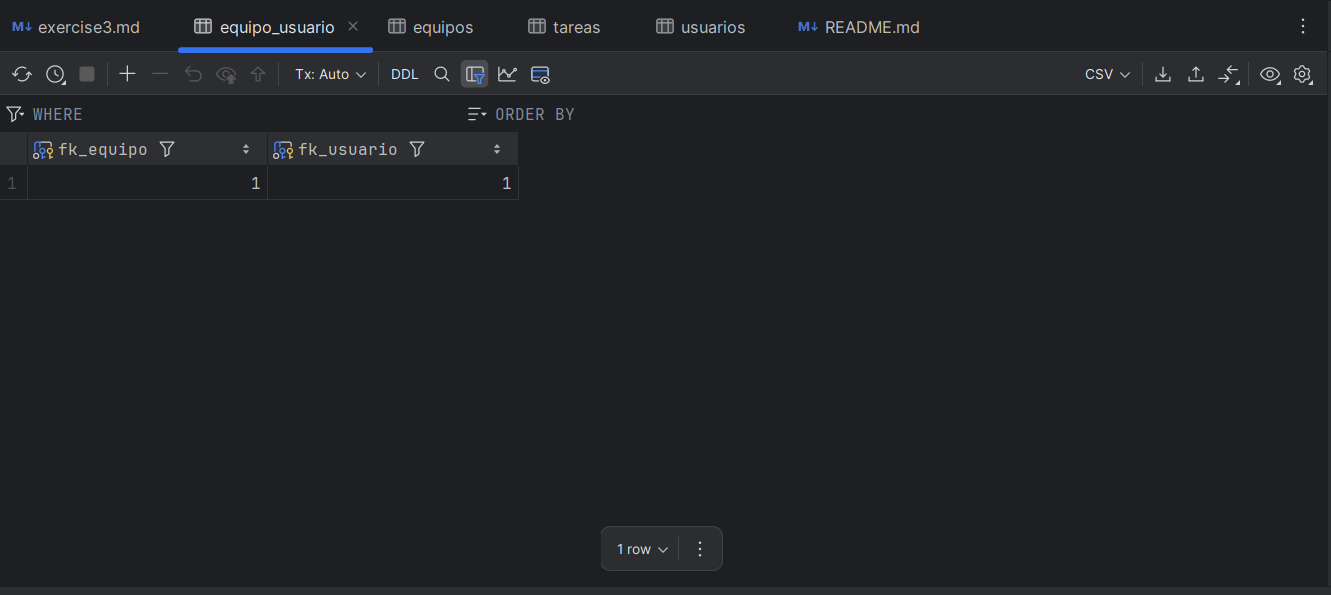 M↓ exercise3.md equipo_usuario equipos tareas usuarios M↓ README.md
Tx: Auto DDL CSV
WHERE ORDER BY
fk_equipo fk_usuario
1 1 1
1 row